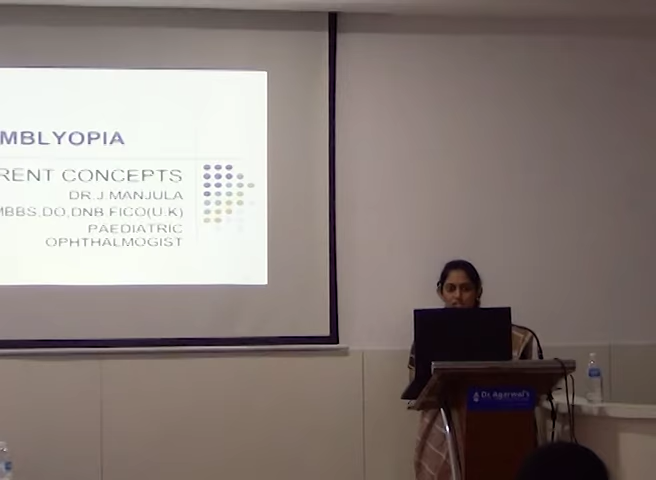 MBLYOPIA
RENT CONCEPTS
DR.J.MANJULA
MBBS,DO,DNB FICO(U.K)
PAEDIATRIC
OPHTHALMOGIST
Dr.Agarwal's